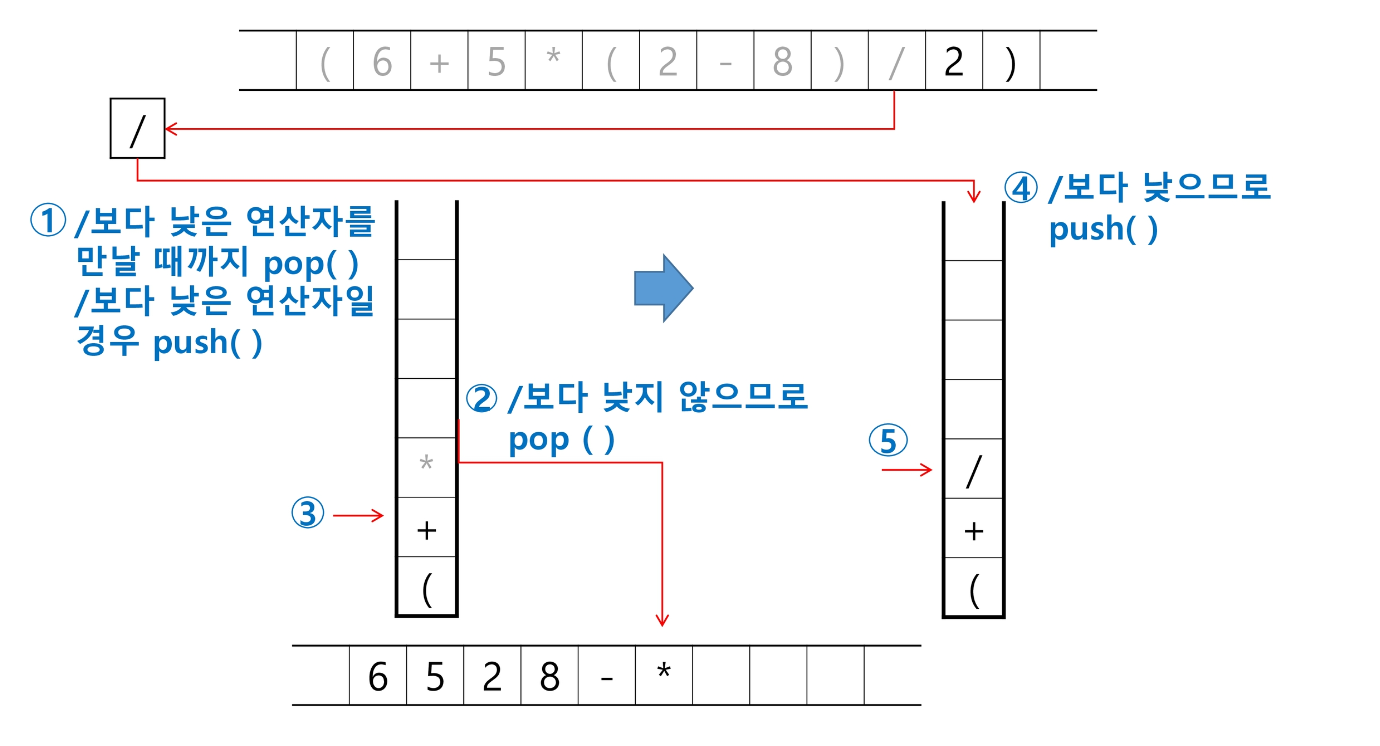 ( 6 + 5 * ( 2 - 8 ) / 2 )
/
① /보다 낮은 연산자를
만날 때까지 pop( )
/보다 낮은 연산자일
경우 push( )
④ /보다 낮으므로
push( )
② /보다 낮지 않으므로
pop ( )
*
③
+
(
⑤
/
+
(
6 5 2 8 - *